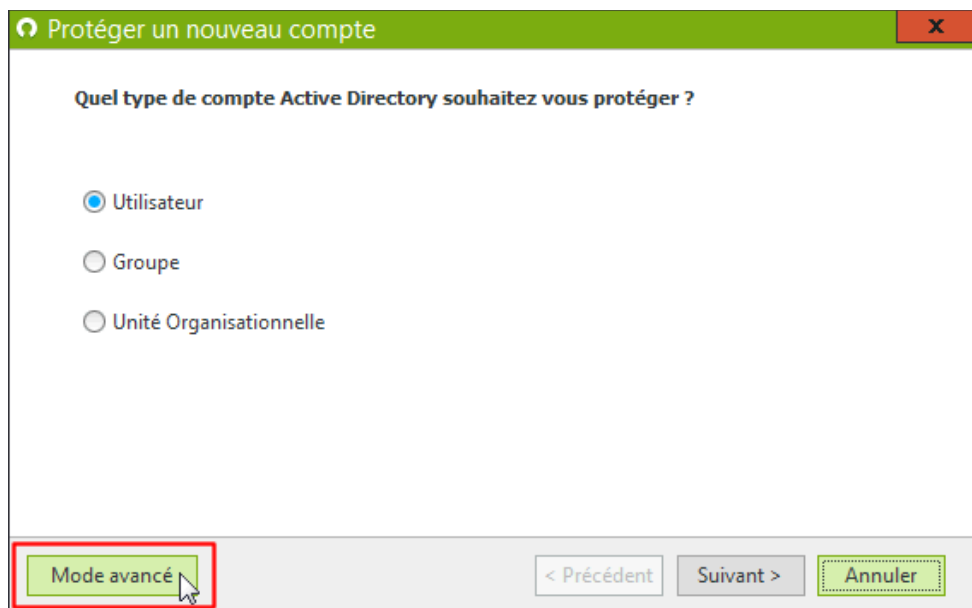 Protéger un nouveau compte
Quel type de compte Active Directory souhaitez vous protéger ?
Utilisateur
Groupe
Unité Organisationnelle
Mode avancé
< Précédent
Suivant >
Annuler